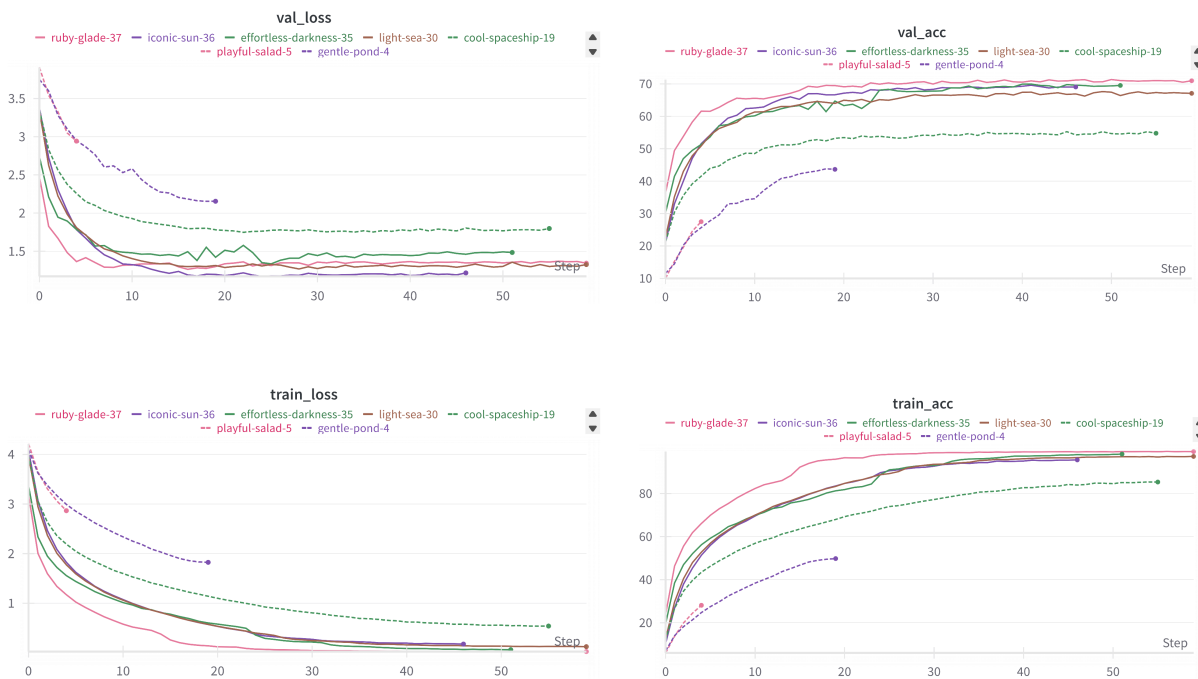 val_loss
ruby-glade-37 iconic-sun-36 effortless-darkness-35 light-sea-30 cool-spaceship-19
playful-salad-5 gentle-pond-4
3.5
3
2.5
2
1.5
Step
0 10 20 30 40 50
val_acc
ruby-glade-37 iconic-sun-36 effortless-darkness-35 light-sea-30 cool-spaceship-19
playful-salad-5 gentle-pond-4
70
60
50
40
30
20
10
Step
0 10 20 30 40 50
train_loss
ruby-glade-37 iconic-sun-36 effortless-darkness-35 light-sea-30 cool-spaceship-19
playful-salad-5 gentle-pond-4
4
3
2
1
Step
0 10 20 30 40 50
train_acc
ruby-glade-37 iconic-sun-36 effortless-darkness-35 light-sea-30 cool-spaceship-19
playful-salad-5 gentle-pond-4
80
60
40
20
Step
0 10 20 30 40 50